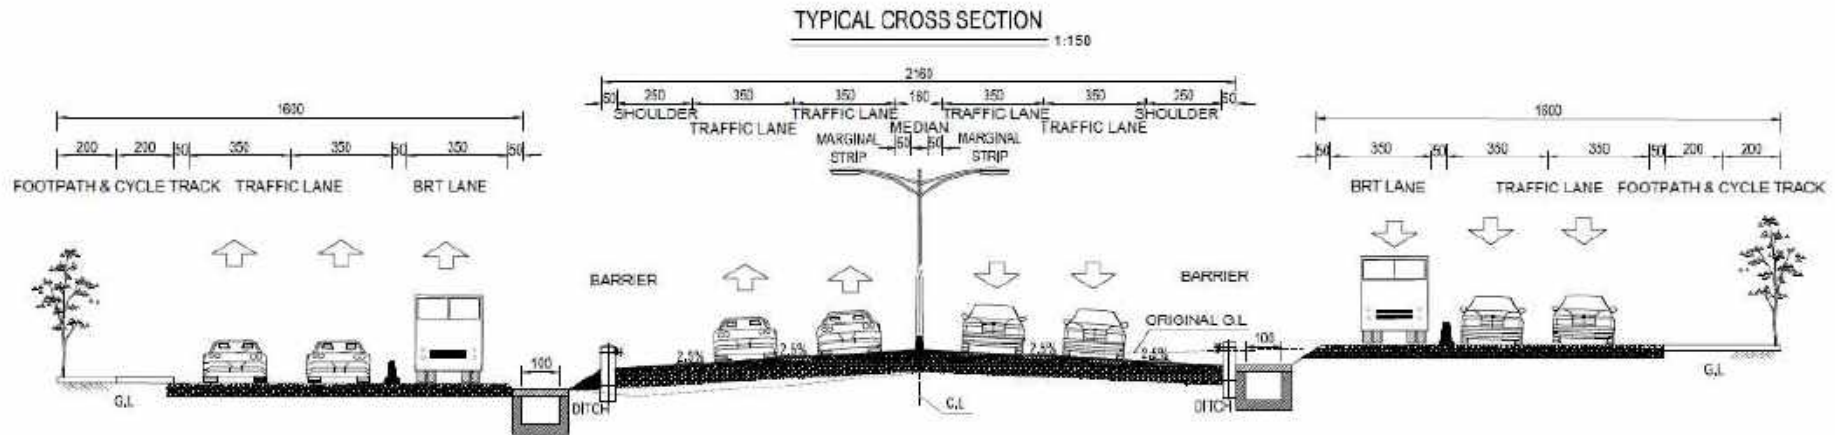 TYPICAL CROSS SECTION
1:150
2160
50 250 350 350 160 350 350 250 50
SHOULDER TRAFFIC LANE TRAFFIC LANE SHOULDER
TRAFFIC LANE MEDIAN TRAFFIC LANE
MARGINAL STRIP 50 50 MARGINAL STRIP
1600
200 200 50 350 350 50 350 50
FOOTPATH & CYCLE TRACK TRAFFIC LANE BRT LANE
1600
50 350 50 350 350 50 200 200
BRT LANE TRAFFIC LANE FOOTPATH & CYCLE TRACK
BARRIER BARRIER
ORIGINAL G.L
2.5% 2.5% 2.5% 2.5%
100 100
G.L DITCH C.L DITCH G.L